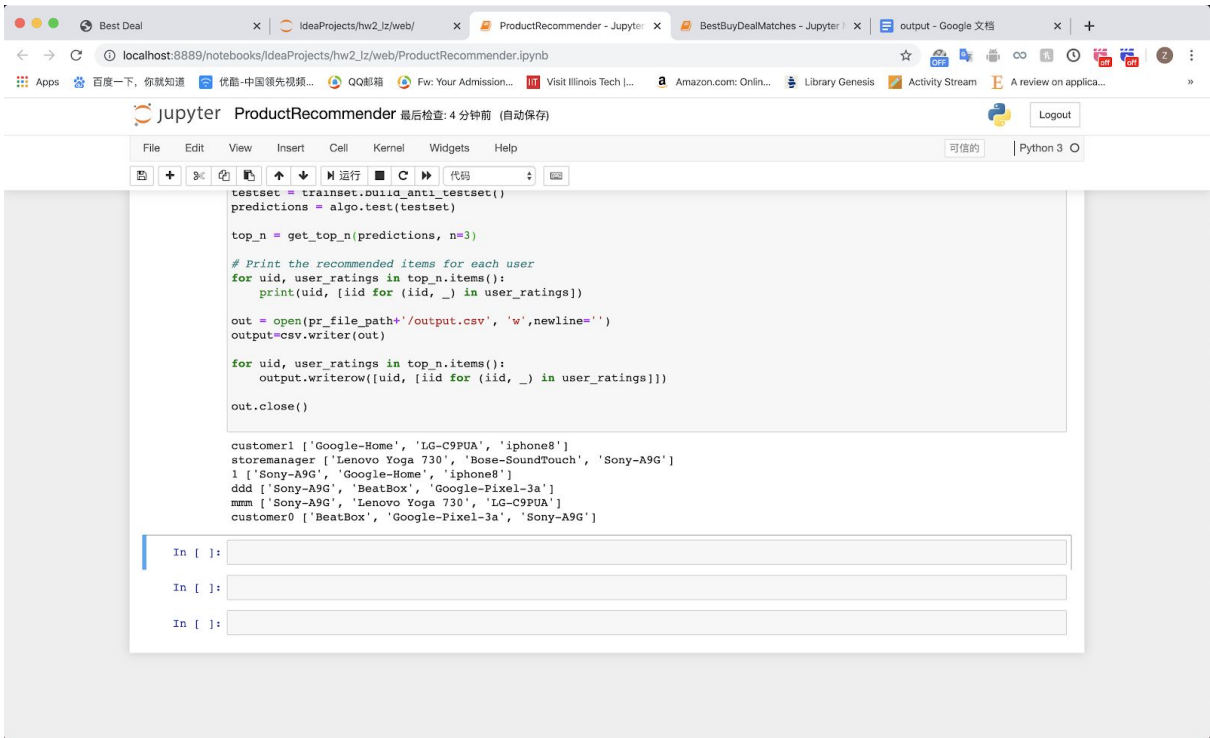 Best Deal
IdeaProjects/hw2_lz/web/
ProductRecommender - Jupyter
BestBuyDealMatches - Jupyter
output - Google 文档
localhost:8889/notebooks/IdeaProjects/hw2_lz/web/ProductRecommender.ipynb
OFF
off
off
Z
Apps
百度一下，你就知道
优酷-中国领先视频...
QQ邮箱
Fw: Your Admission...
Visit Illinois Tech |...
Amazon.com: Onlin...
Library Genesis
Activity Stream
A review on applica...
»
jupyter ProductRecommender 最后检查: 4 分钟前 (自动保存)
Logout
File Edit View Insert Cell Kernel Widgets Help
可信的
Python 3
运行
代码
testset = trainset.build_anti_testset()
predictions = algo.test(testset)
top_n = get_top_n(predictions, n=3)
# Print the recommended items for each user
for uid, user_ratings in top_n.items():
    print(uid, [iid for (iid, _) in user_ratings])
out = open(pr_file_path+'/output.csv', 'w',newline='')
output=csv.writer(out)
for uid, user_ratings in top_n.items():
    output.writerow([uid, [iid for (iid, _) in user_ratings]])
out.close()
customer1 ['Google-Home', 'LG-C9PUA', 'iphone8']
storemanager ['Lenovo Yoga 730', 'Bose-SoundTouch', 'Sony-A9G']
1 ['Sony-A9G', 'Google-Home', 'iphone8']
ddd ['Sony-A9G', 'BeatBox', 'Google-Pixel-3a']
mmm ['Sony-A9G', 'Lenovo Yoga 730', 'LG-C9PUA']
customer0 ['BeatBox', 'Google-Pixel-3a', 'Sony-A9G']
In [ ]:
In [ ]:
In [ ]: